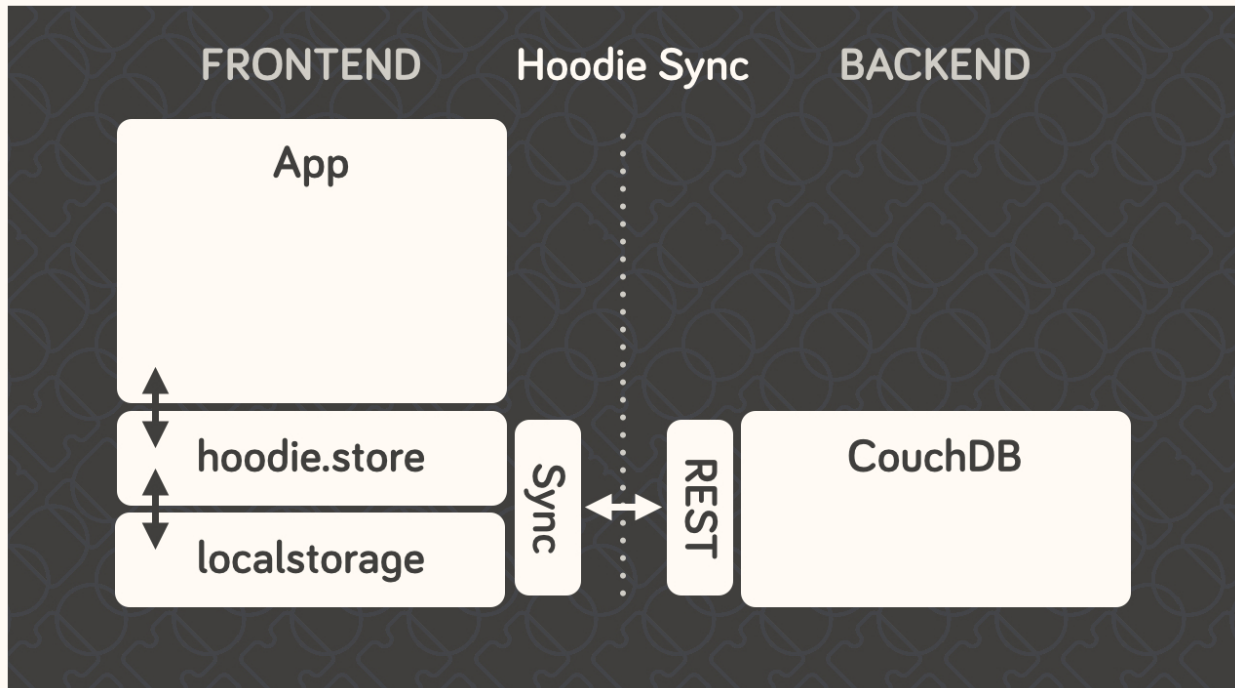 FRONTEND
Hoodie Sync
BACKEND
App
hoodie.store
localstorage
Sync
REST
CouchDB